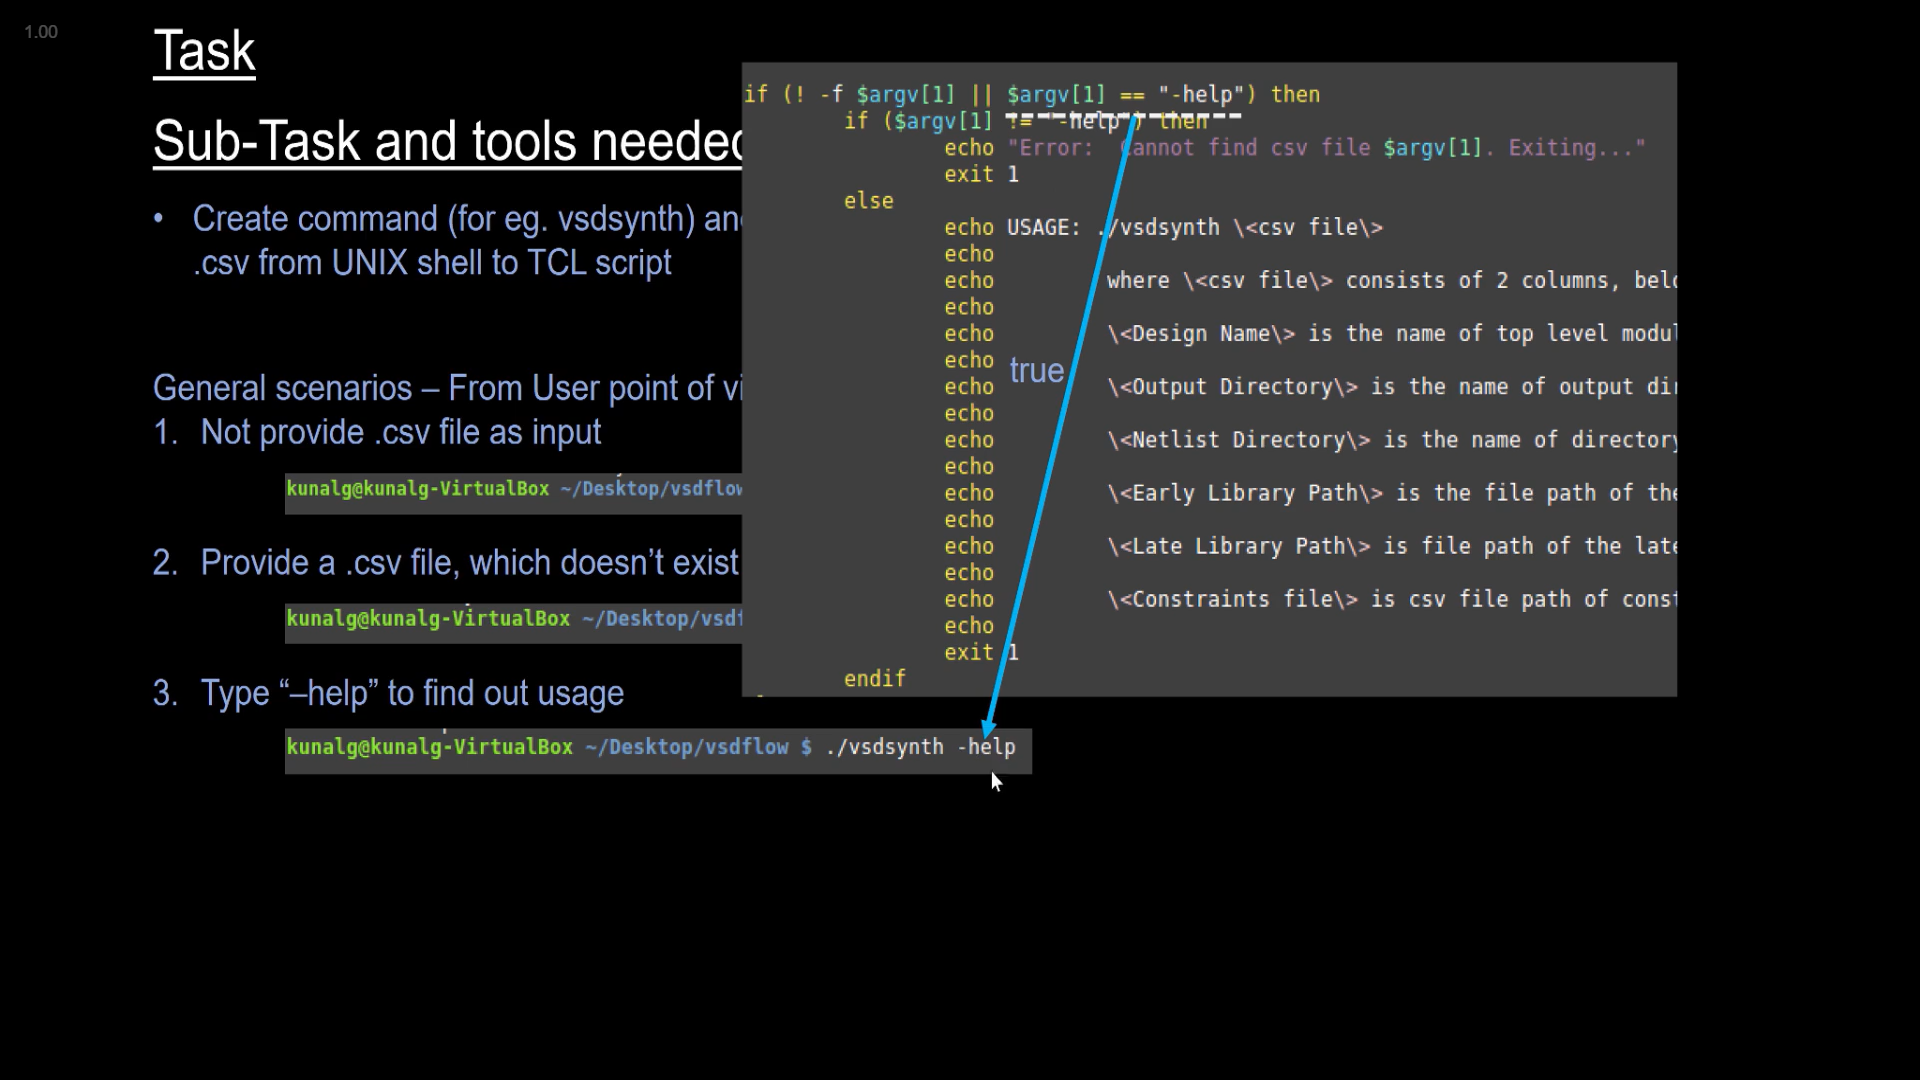 1.00
Task
Sub-Task and tools needed
• Create command (for eg. vsdsynth) an
.csv from UNIX shell to TCL script
General scenarios – From User point of vi
1. Not provide .csv file as input
kunalg@kunalg-VirtualBox ~/Desktop/vsdflow
2. Provide a .csv file, which doesn’t exist
kunalg@kunalg-VirtualBox ~/Desktop/vsdf
3. Type “–help” to find out usage
kunalg@kunalg-VirtualBox ~/Desktop/vsdflow $ ./vsdsynth -help
if (! -f $argv[1] || $argv[1] == "-help") then
if ($argv[1] != "-help") then
echo "Error: Cannot find csv file $argv[1]. Exiting..."
exit 1
else
echo USAGE: ./vsdsynth \<csv file\>
echo
echo where \<csv file\> consists of 2 columns, belo
echo
echo \<Design Name\> is the name of top level modul
echo
true
echo \<Output Directory\> is the name of output dir
echo
echo \<Netlist Directory\> is the name of directory
echo
echo \<Early Library Path\> is the file path of the
echo
echo \<Late Library Path\> is file path of the late
echo
echo \<Constraints file\> is csv file path of const
echo
exit 1
endif